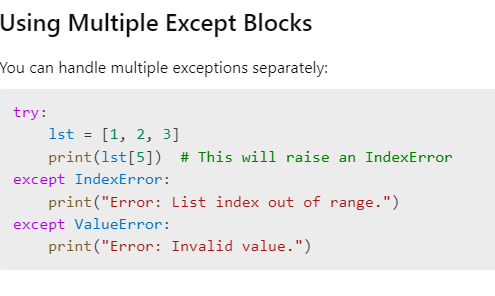 Using Multiple Except Blocks
You can handle multiple exceptions separately:
try:
    lst = [1, 2, 3]
    print(lst[5])  # This will raise an IndexError
except IndexError:
    print("Error: List index out of range.")
except ValueError:
    print("Error: Invalid value.")